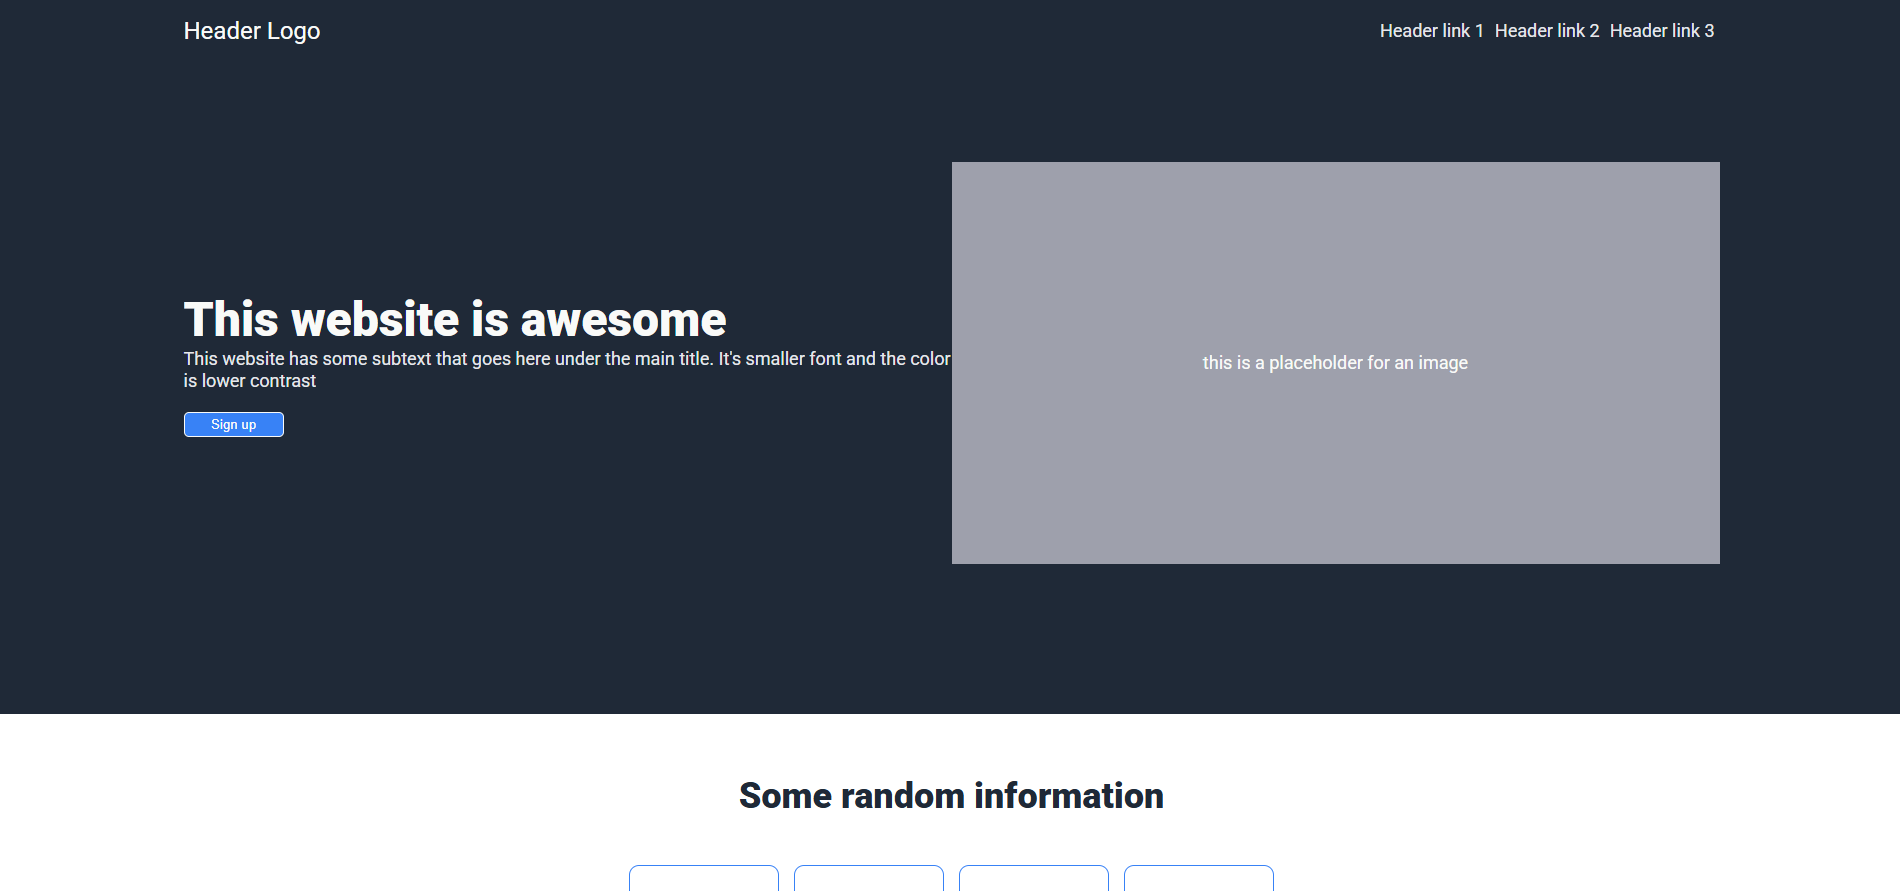 Header Logo
Header link 1 Header link 2 Header link 3
This website is awesome
This website has some subtext that goes here under the main title. It's smaller font and the color
is lower contrast
Sign up
this is a placeholder for an image
Some random information